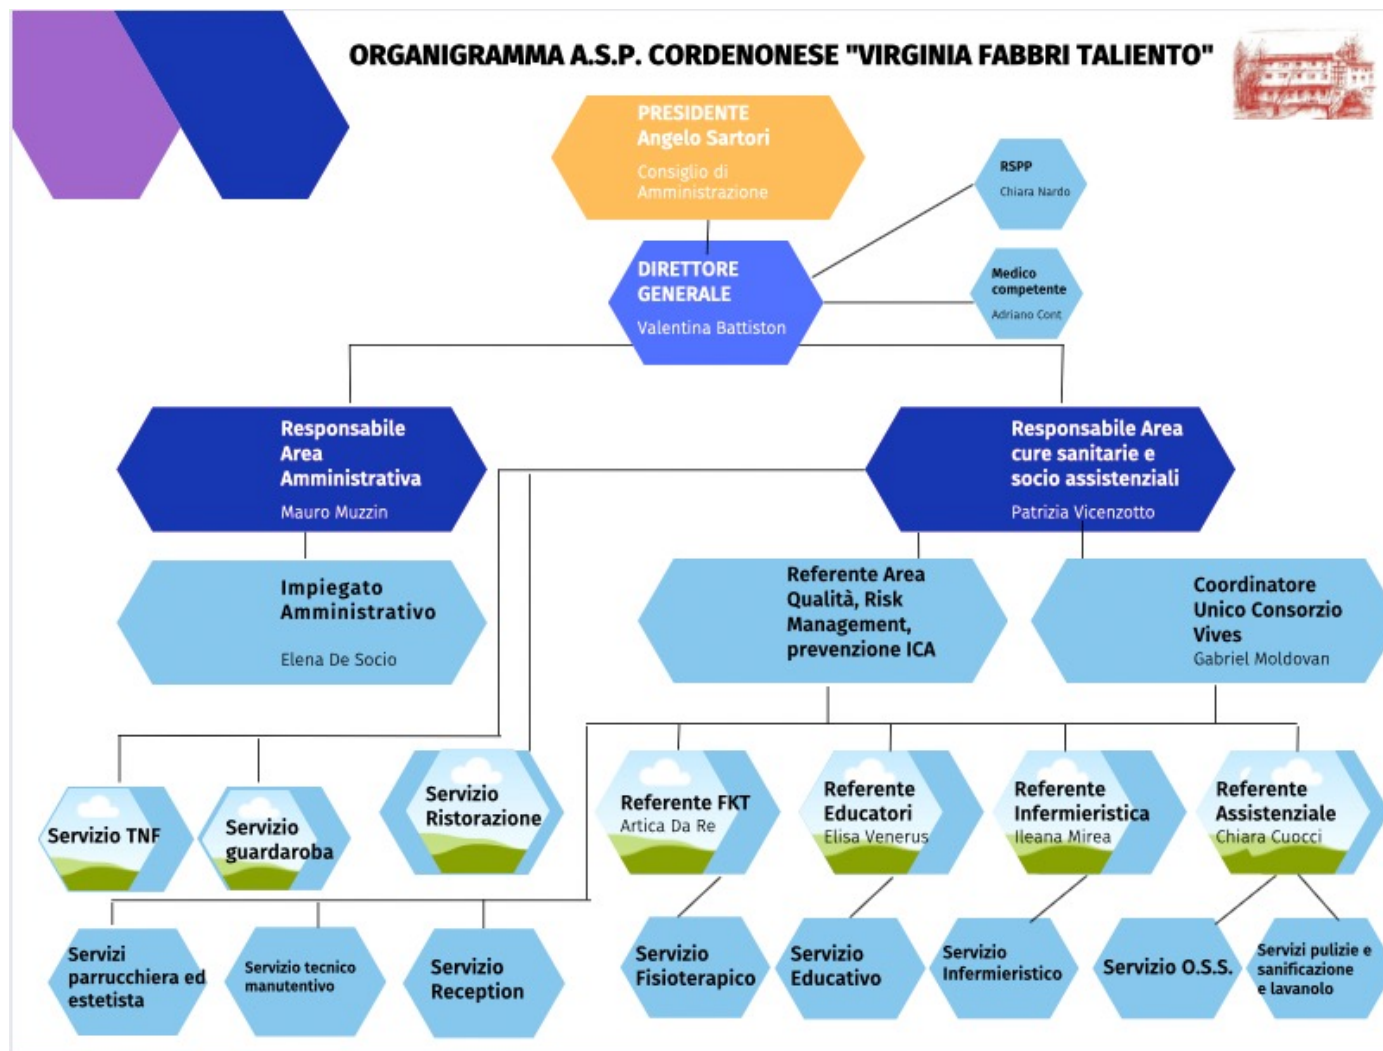 ORGANIGRAMMA A.S.P. CORDENONESE "VIRGINIA FABBRI TALIENTO"
PRESIDENTE
Angelo Sartori
Consiglio di
Amministrazione
RSPP
Chiara Nardo
DIRETTORE
GENERALE
Valentina Battiston
Medico
competente
Adriano Cont
Responsabile
Area
Amministrativa
Mauro Muzzin
Responsabile Area
cure sanitarie e
socio assistenziali
Patrizia Vicenzotto
Impiegato
Amministrativo
Elena De Socio
Referente Area
Qualità, Risk
Management,
prevenzione ICA
Coordinatore
Unico Consorzio
Vives
Gabriel Moldovan
Servizio TNF
Servizio
guardaroba
Servizio
Ristorazione
Referente FKT
Artica Da Re
Referente
Educatori
Elisa Venerus
Referente
Infermieristica
Ileana Mirea
Referente
Assistenziale
Chiara Cuocci
Servizi
parrucchiera ed
estetista
Servizio tecnico
manutentivo
Servizio
Reception
Servizio
Fisioterapico
Servizio
Educativo
Servizio
Infermieristico
Servizio O.S.S.
Servizi pulizie e
sanificazione
e lavanolo